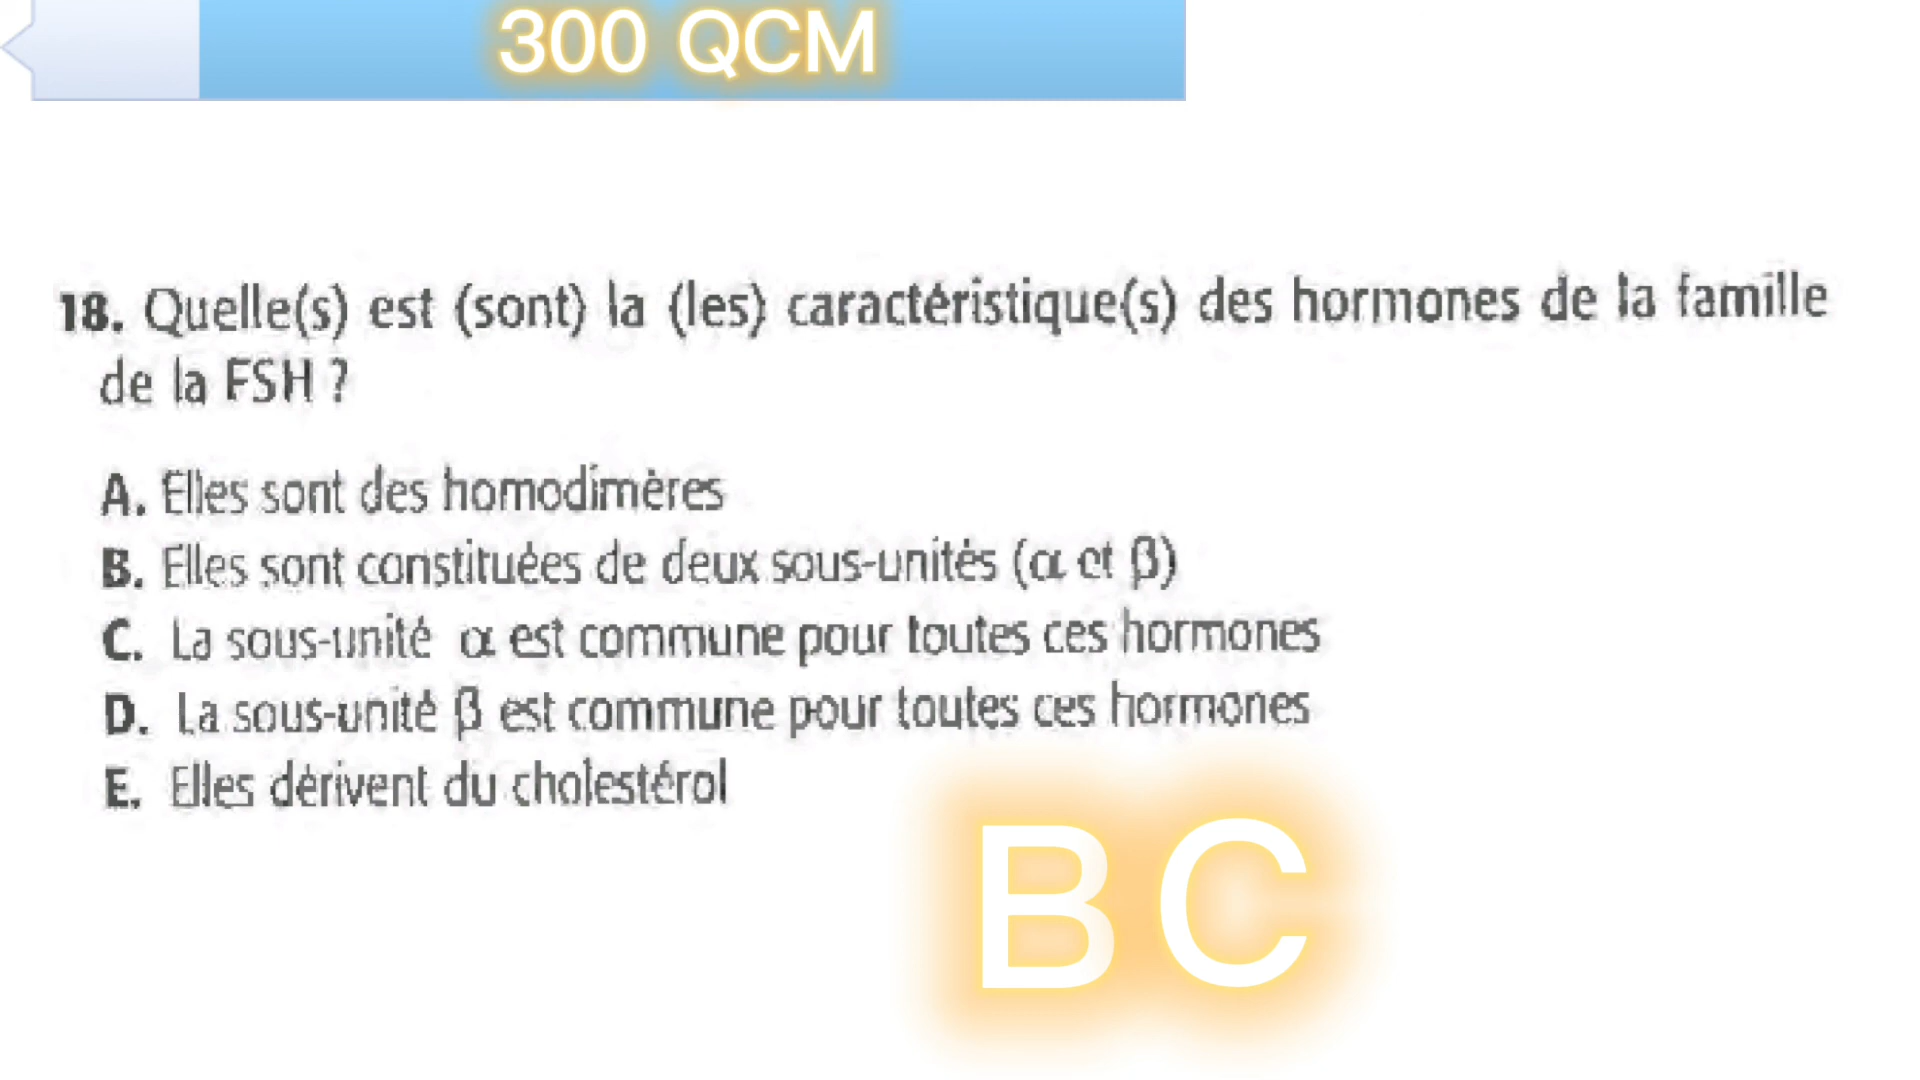 300 QCM
18. Quelle(s) est (sont) la (les) caractéristique(s) des hormones de la famille
de la FSH ?
A. Elles sont des homodimères
B. Elles sont constituées de deux sous-unités (α et β)
C. La sous-unité α est commune pour toutes ces hormones
D. La sous-unité β est commune pour toutes ces hormones
E. Elles dérivent du cholestérol
B C